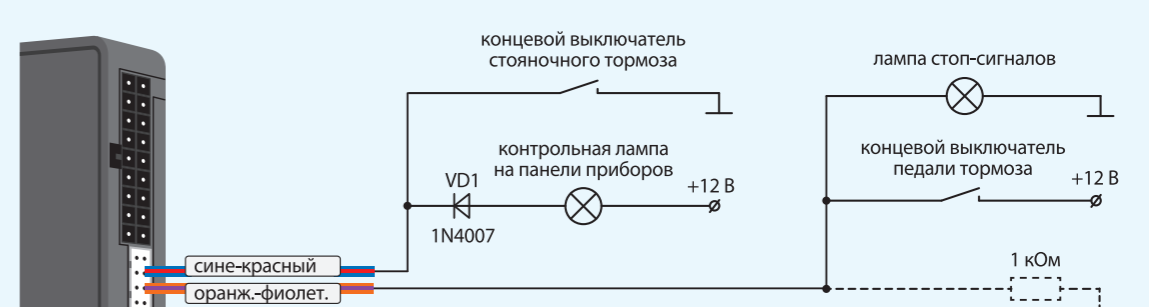 концевой выключатель
стояночного тормоза
лампа стоп-сигналов
контрольная лампа
на панели приборов
VD1
+12 В
1N4007
концевой выключатель
педали тормоза
+12 В
сине-красный
оранж.-фиолет.
1 кОм